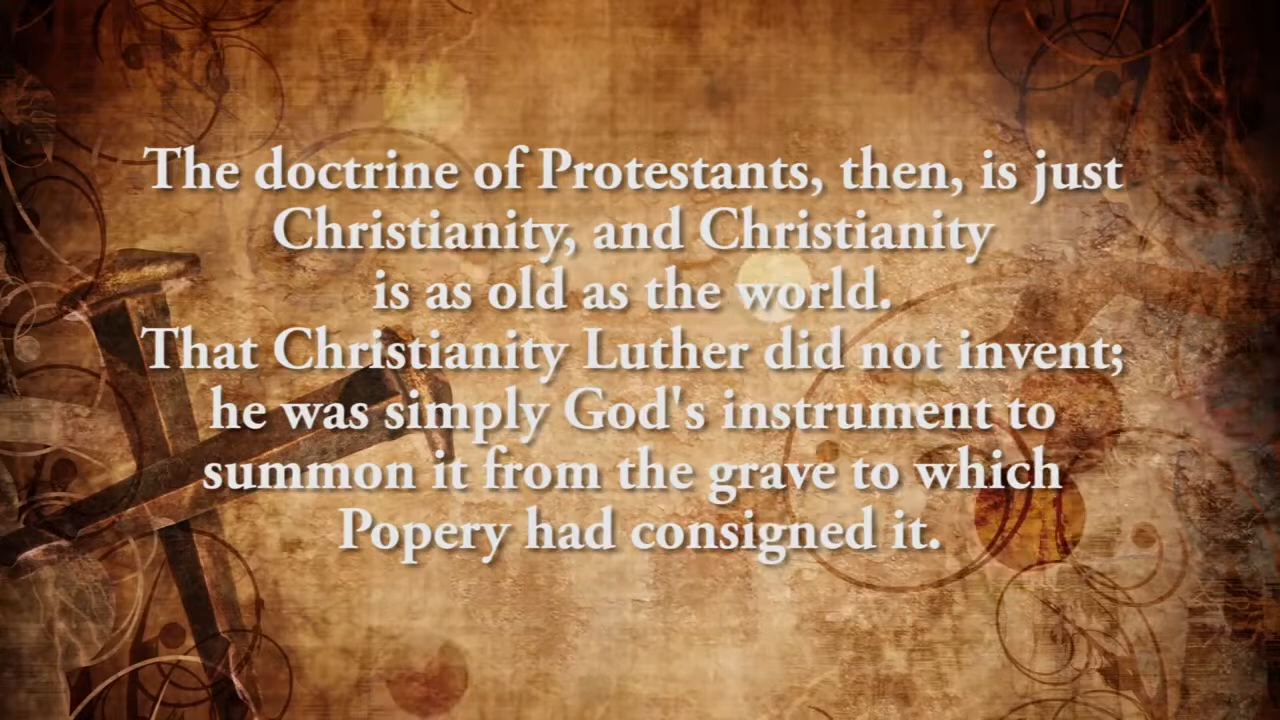 The doctrine of Protestants, then, is just
Christianity, and Christianity
is as old as the world.
That Christianity Luther did not invent;
he was simply God's instrument to
summon it from the grave to which
Popery had consigned it.